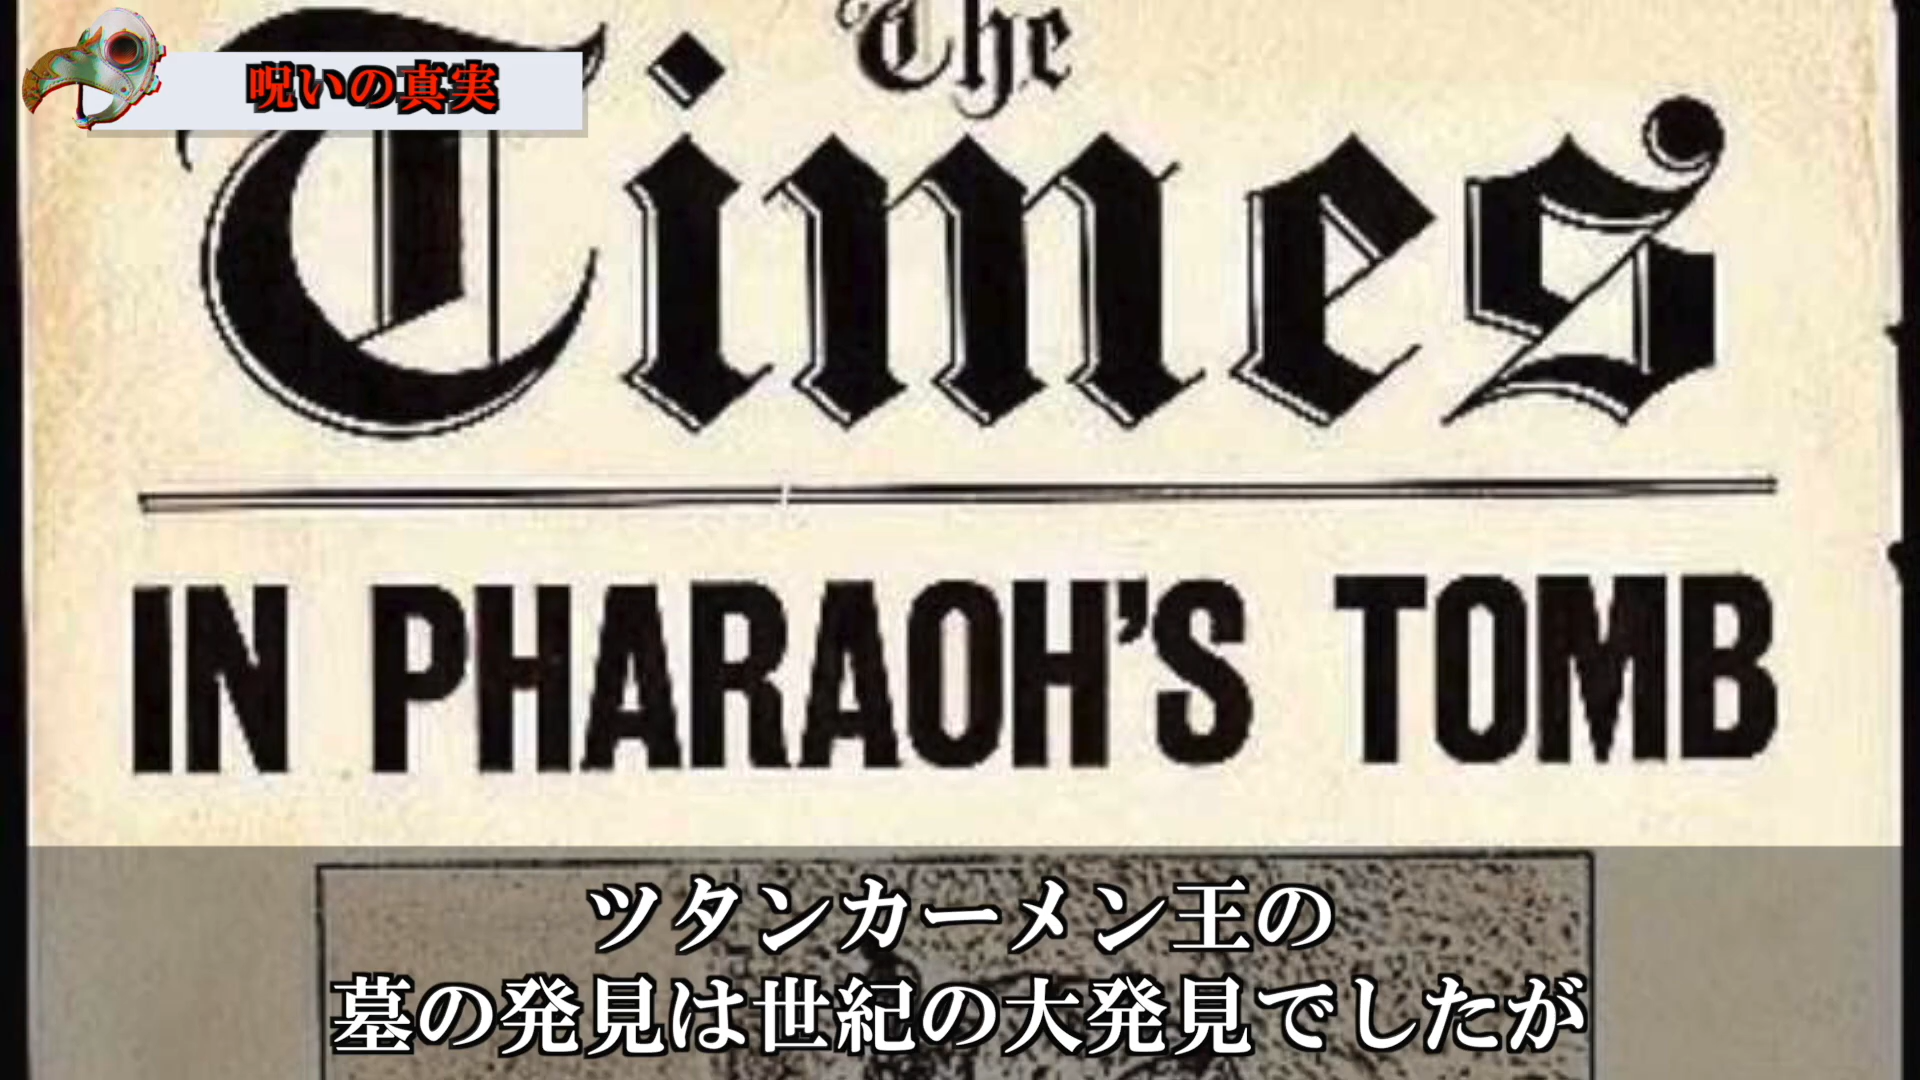 呪いの真実
The
Times
IN PHARAOH'S TOMB
ツタンカーメン王の
墓の発見は世紀の大発見でしたが